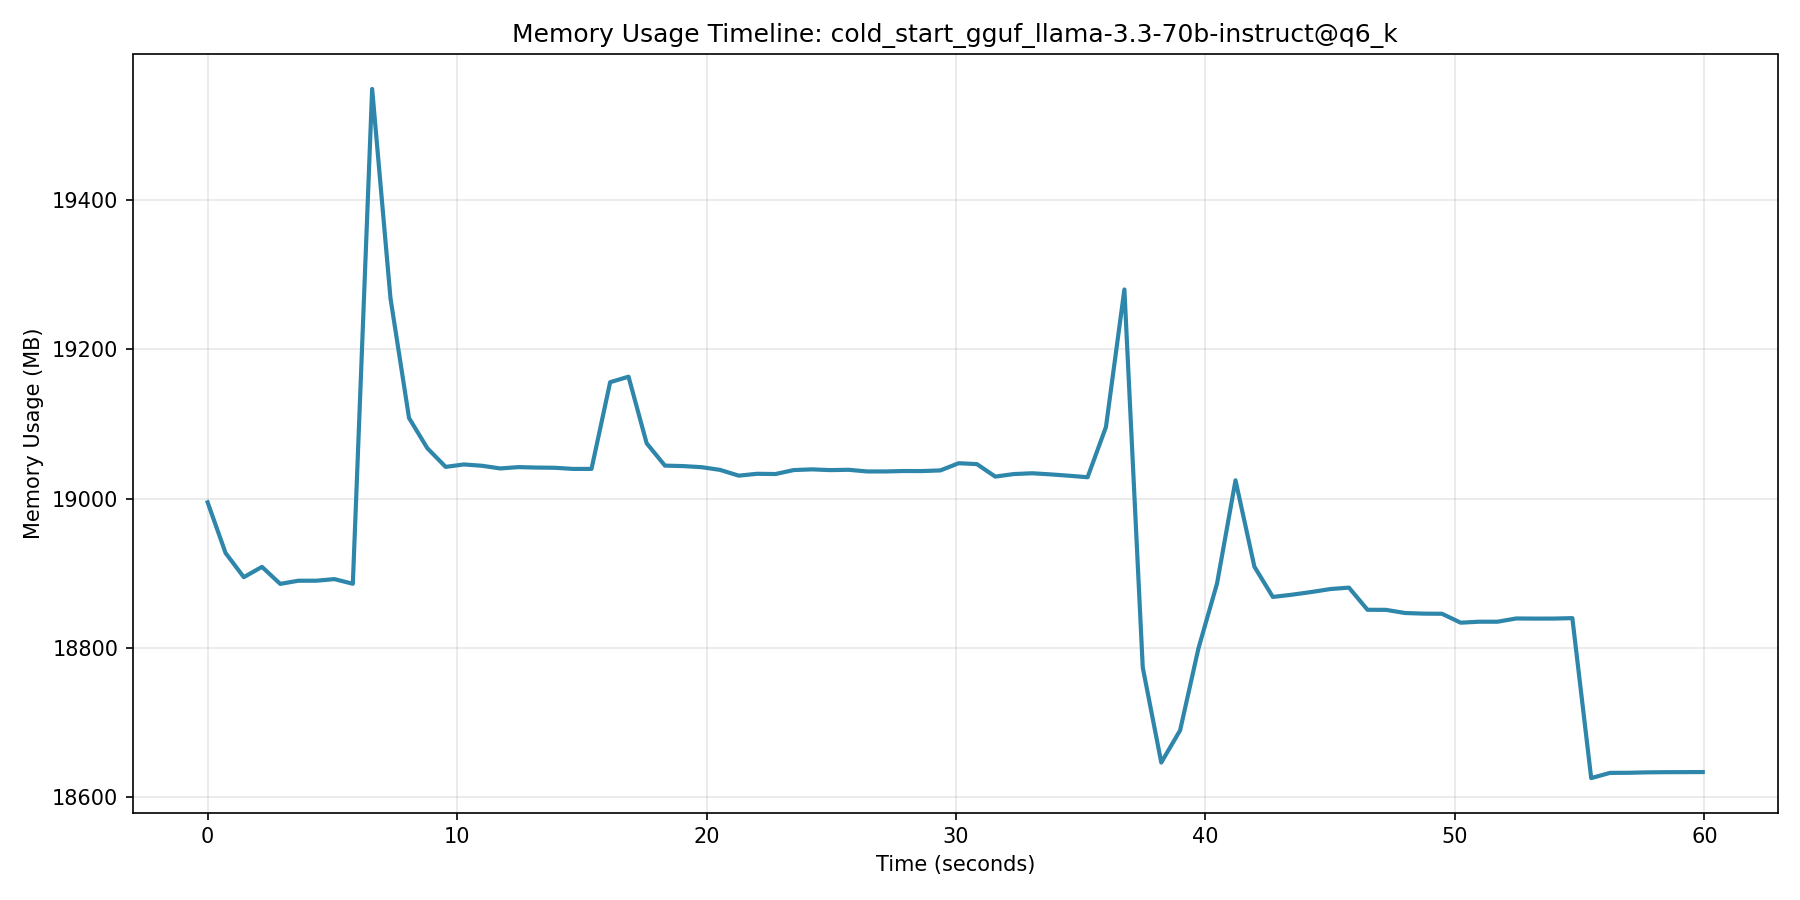 Memory Usage Timeline: cold_start_gguf_llama-3.3-70b-instruct@q6_k
Memory Usage (MB)
19400
19200
19000
18800
18600
0 10 20 30 40 50 60
Time (seconds)